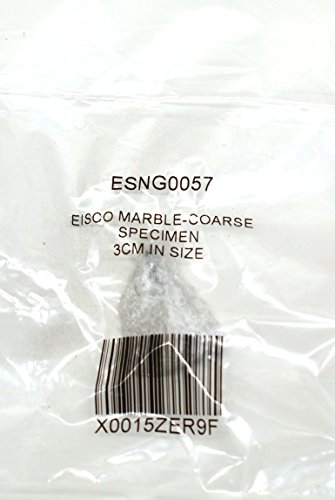 ESNG0057
EISCO MARBLE-COARSE
SPECIMEN
3CM IN SIZE
X0015ZER9F